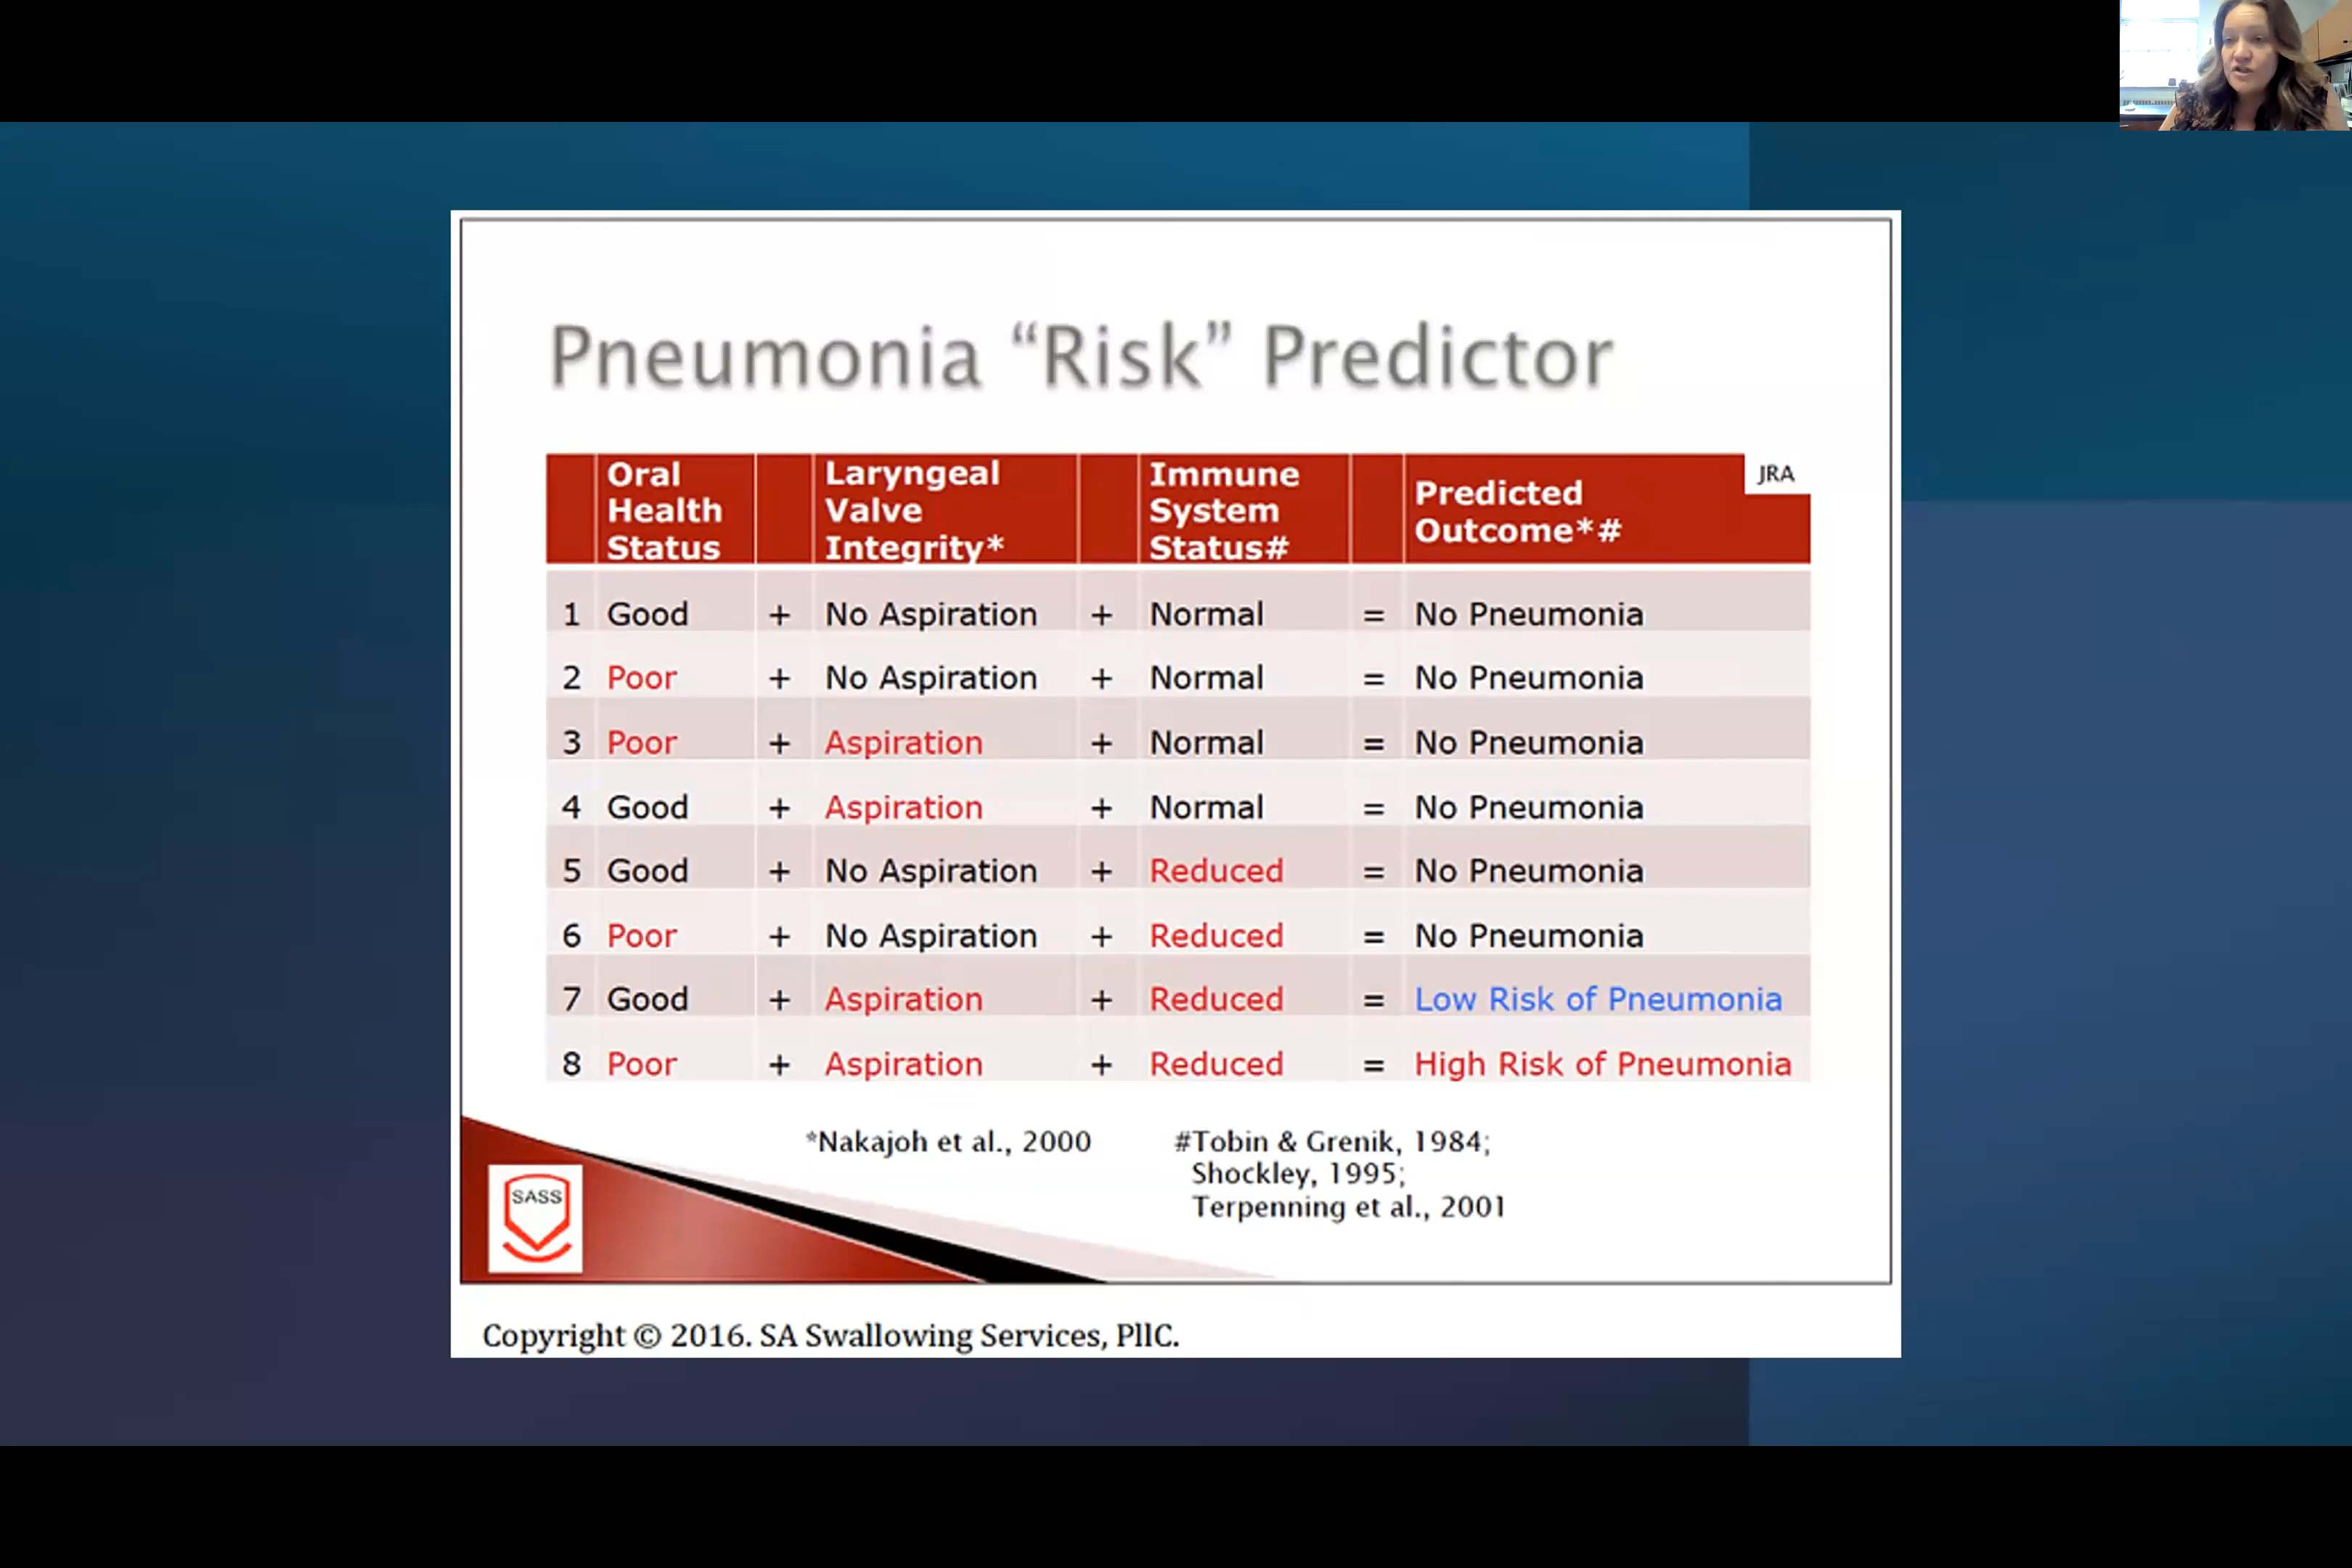 Pneumonia “Risk” Predictor
Oral Health Status
Laryngeal Valve Integrity*
Immune System Status#
Predicted Outcome*#
JRA
1 Good + No Aspiration + Normal = No Pneumonia
2 Poor + No Aspiration + Normal = No Pneumonia
3 Poor + Aspiration + Normal = No Pneumonia
4 Good + Aspiration + Normal = No Pneumonia
5 Good + No Aspiration + Reduced = No Pneumonia
6 Poor + No Aspiration + Reduced = No Pneumonia
7 Good + Aspiration + Reduced = Low Risk of Pneumonia
8 Poor + Aspiration + Reduced = High Risk of Pneumonia
*Nakajoh et al., 2000
#Tobin & Grenik, 1984;
Shockley, 1995;
Terpenning et al., 2001
SASS
Copyright © 2016. SA Swallowing Services, PllC.